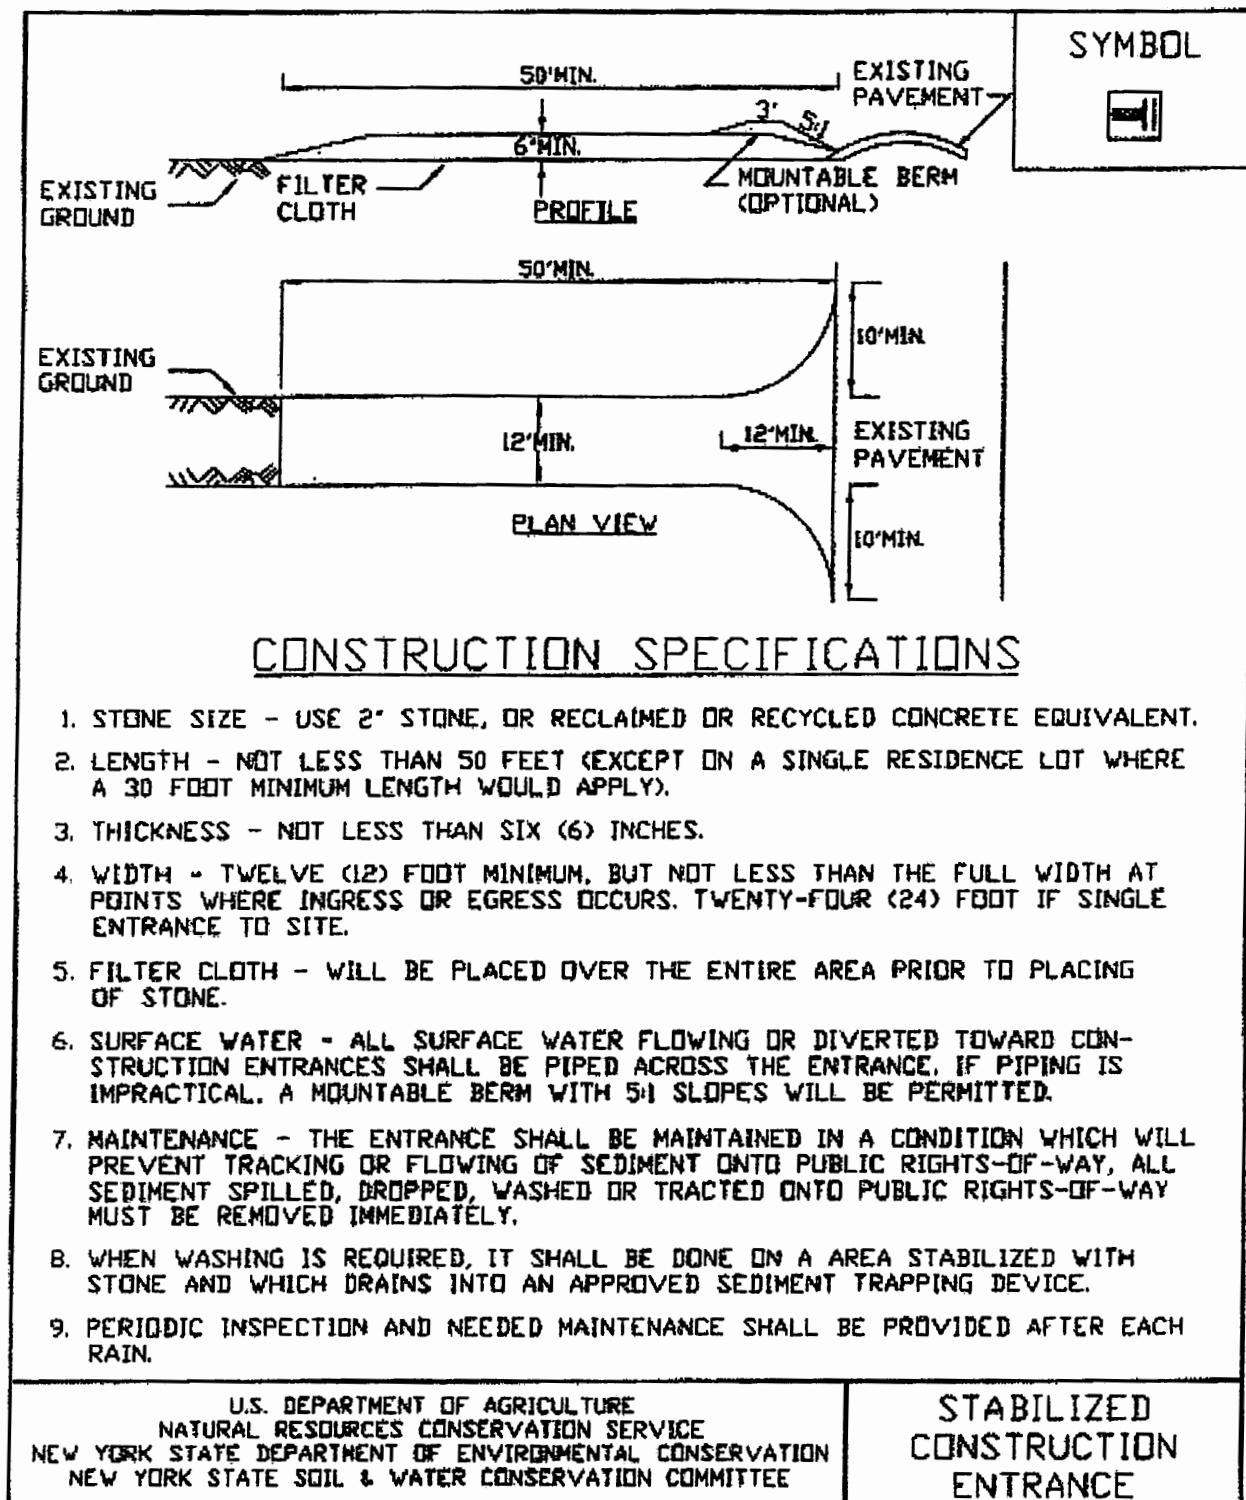 SYMBOL
50'MIN.
EXISTING
PAVEMENT
3'
5:1
6"MIN.
EXISTING
GROUND
FILTER
CLOTH
PROFILE
MOUNTABLE BERM
(OPTIONAL)
50'MIN.
10'MIN.
EXISTING
GROUND
12'MIN.
12'MIN.
EXISTING
PAVEMENT
PLAN VIEW
10'MIN.
CONSTRUCTION SPECIFICATIONS
1. STONE SIZE - USE 2" STONE, OR RECLAIMED OR RECYCLED CONCRETE EQUIVALENT.
2. LENGTH - NOT LESS THAN 50 FEET (EXCEPT ON A SINGLE RESIDENCE LOT WHERE
A 30 FOOT MINIMUM LENGTH WOULD APPLY).
3. THICKNESS - NOT LESS THAN SIX (6) INCHES.
4. WIDTH - TWELVE (12) FOOT MINIMUM, BUT NOT LESS THAN THE FULL WIDTH AT
POINTS WHERE INGRESS OR EGRESS OCCURS. TWENTY-FOUR (24) FOOT IF SINGLE
ENTRANCE TO SITE.
5. FILTER CLOTH - WILL BE PLACED OVER THE ENTIRE AREA PRIOR TO PLACING
OF STONE.
6. SURFACE WATER - ALL SURFACE WATER FLOWING OR DIVERTED TOWARD CON-
STRUCTION ENTRANCES SHALL BE PIPED ACROSS THE ENTRANCE. IF PIPING IS
IMPRACTICAL, A MOUNTABLE BERM WITH 5:1 SLOPES WILL BE PERMITTED.
7. MAINTENANCE - THE ENTRANCE SHALL BE MAINTAINED IN A CONDITION WHICH WILL
PREVENT TRACKING OR FLOWING OF SEDIMENT ONTO PUBLIC RIGHTS-OF-WAY, ALL
SEDIMENT SPILLED, DROPPED, WASHED OR TRACTED ONTO PUBLIC RIGHTS-OF-WAY
MUST BE REMOVED IMMEDIATELY.
8. WHEN WASHING IS REQUIRED, IT SHALL BE DONE ON A AREA STABILIZED WITH
STONE AND WHICH DRAINS INTO AN APPROVED SEDIMENT TRAPPING DEVICE.
9. PERIODIC INSPECTION AND NEEDED MAINTENANCE SHALL BE PROVIDED AFTER EACH
RAIN.
U.S. DEPARTMENT OF AGRICULTURE
NATURAL RESOURCES CONSERVATION SERVICE
NEW YORK STATE DEPARTMENT OF ENVIRONMENTAL CONSERVATION
NEW YORK STATE SOIL & WATER CONSERVATION COMMITTEE
STABILIZED
CONSTRUCTION
ENTRANCE